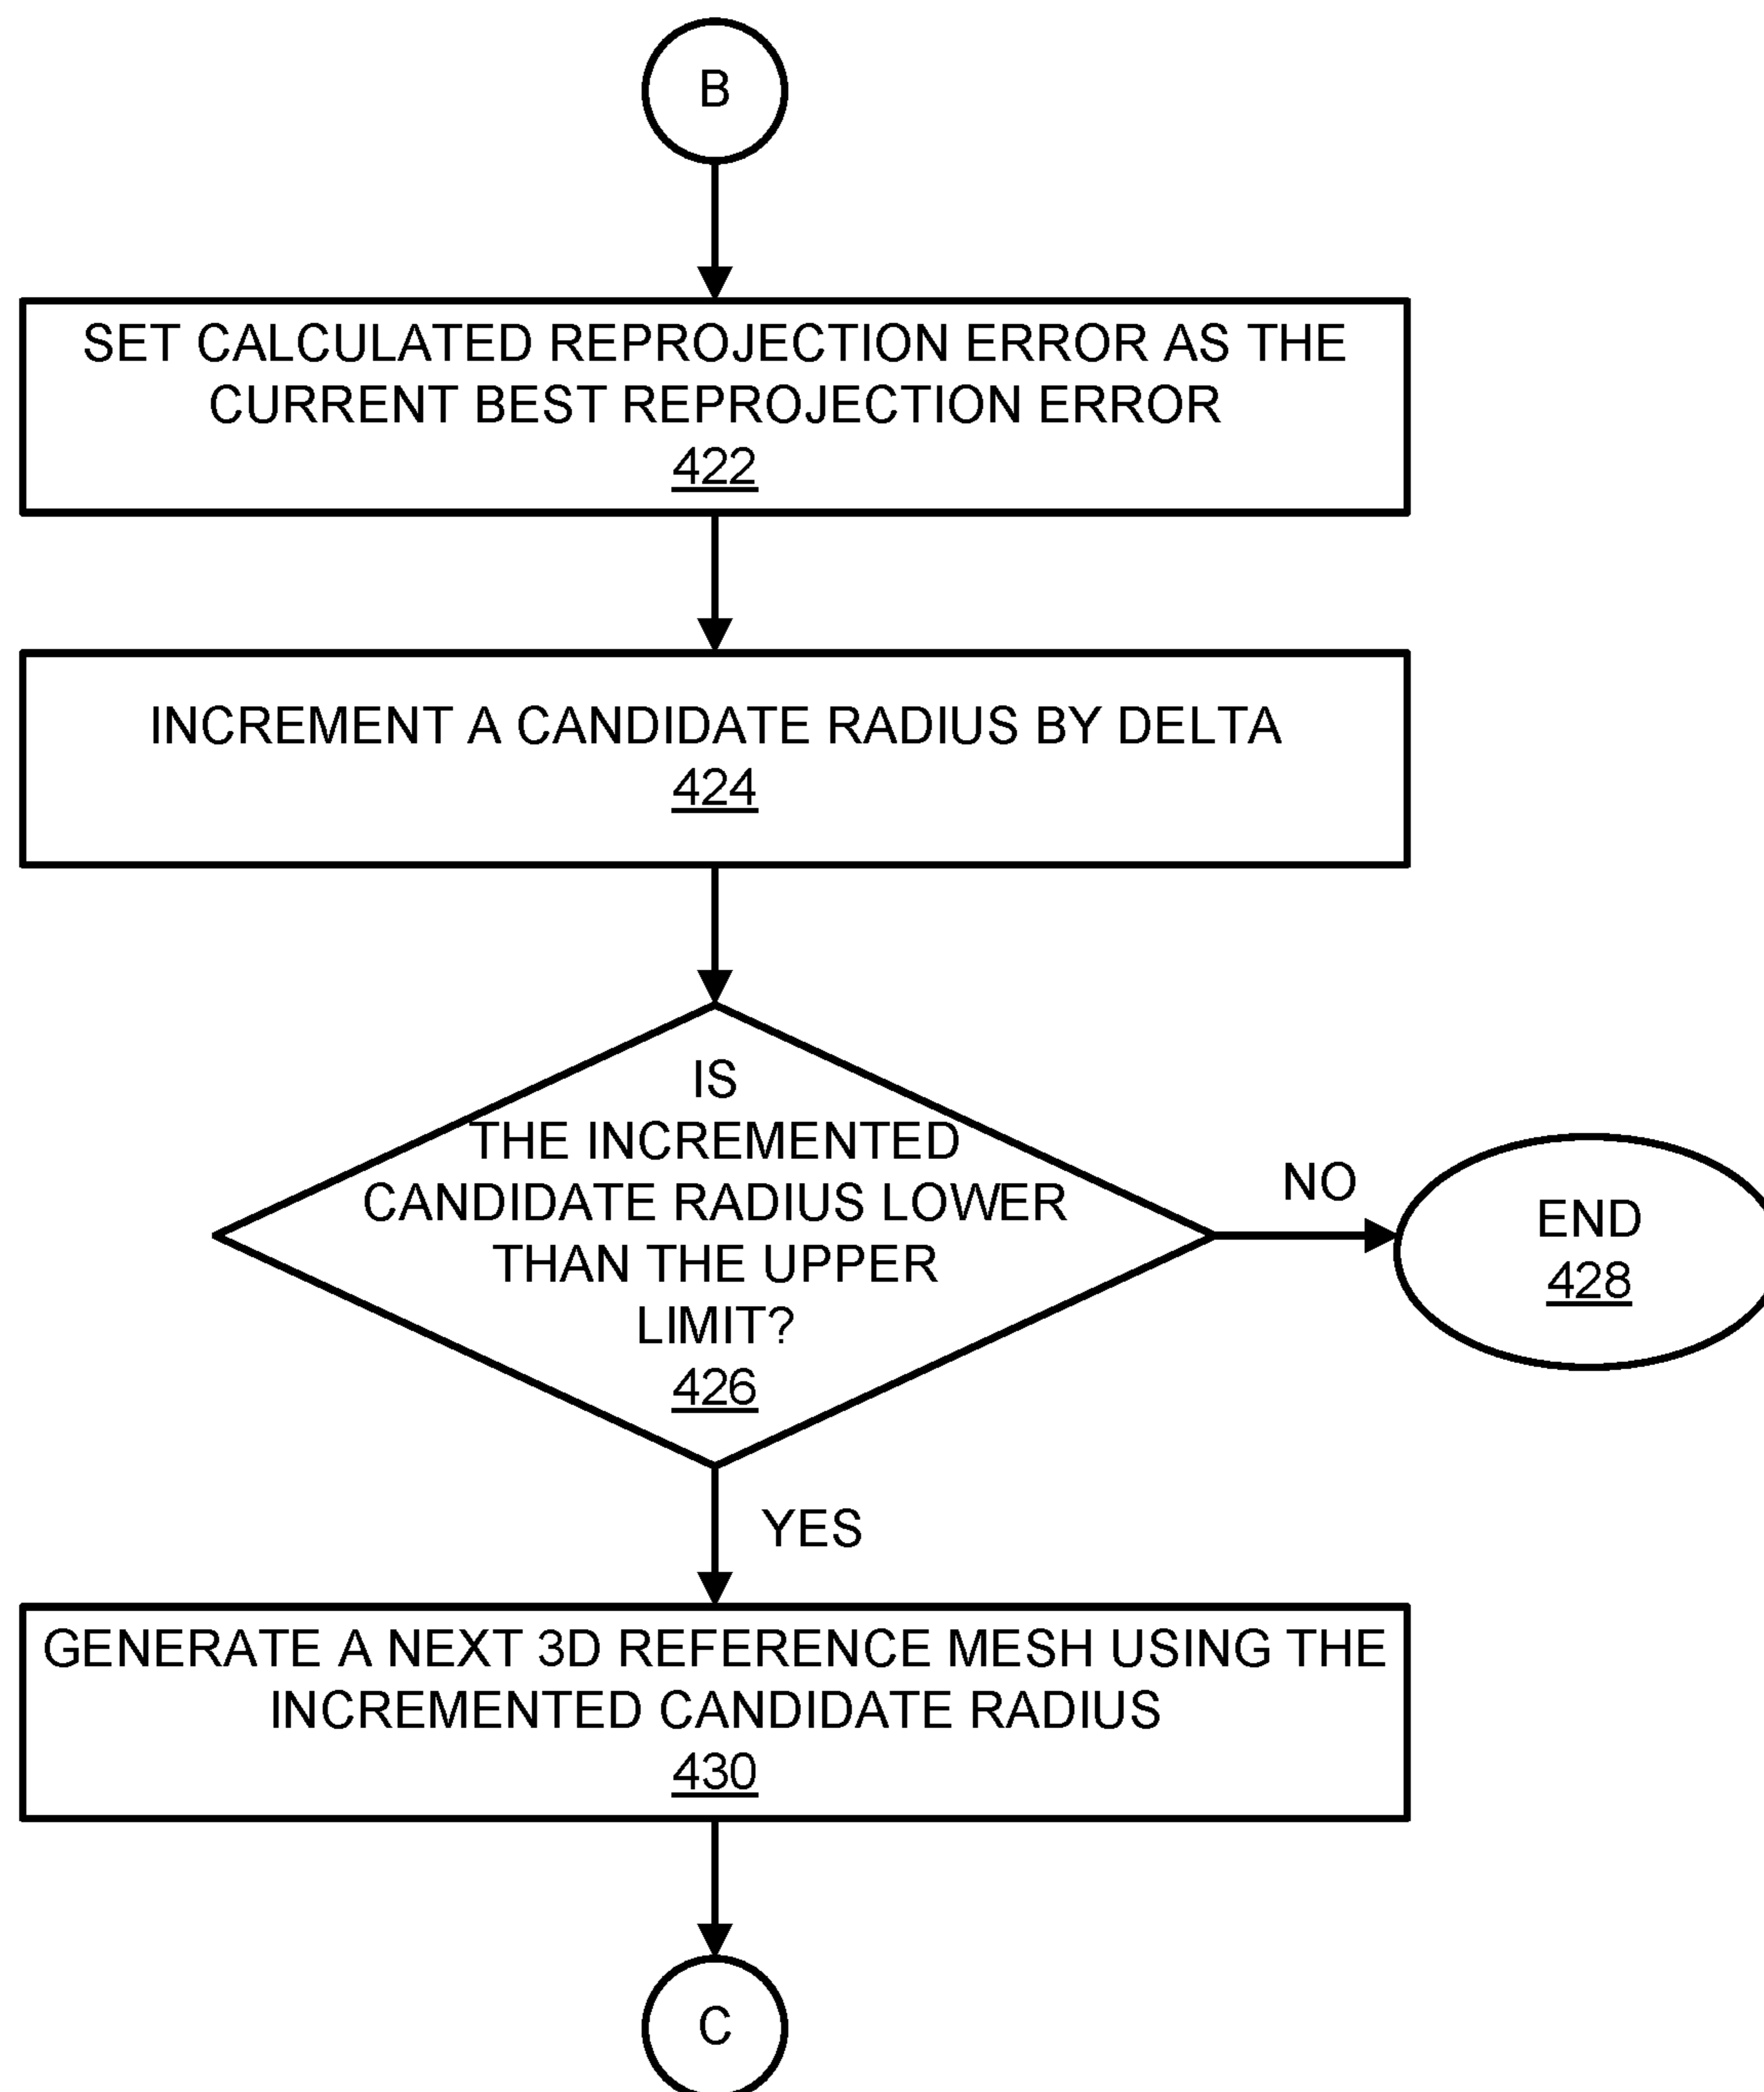 B
SET CALCULATED REPROJECTION ERROR AS THE
CURRENT BEST REPROJECTION ERROR
422
INCREMENT A CANDIDATE RADIUS BY DELTA
424
IS
THE INCREMENTED
CANDIDATE RADIUS LOWER
THAN THE UPPER
LIMIT?
426
NO
END
428
YES
GENERATE A NEXT 3D REFERENCE MESH USING THE
INCREMENTED CANDIDATE RADIUS
430
C